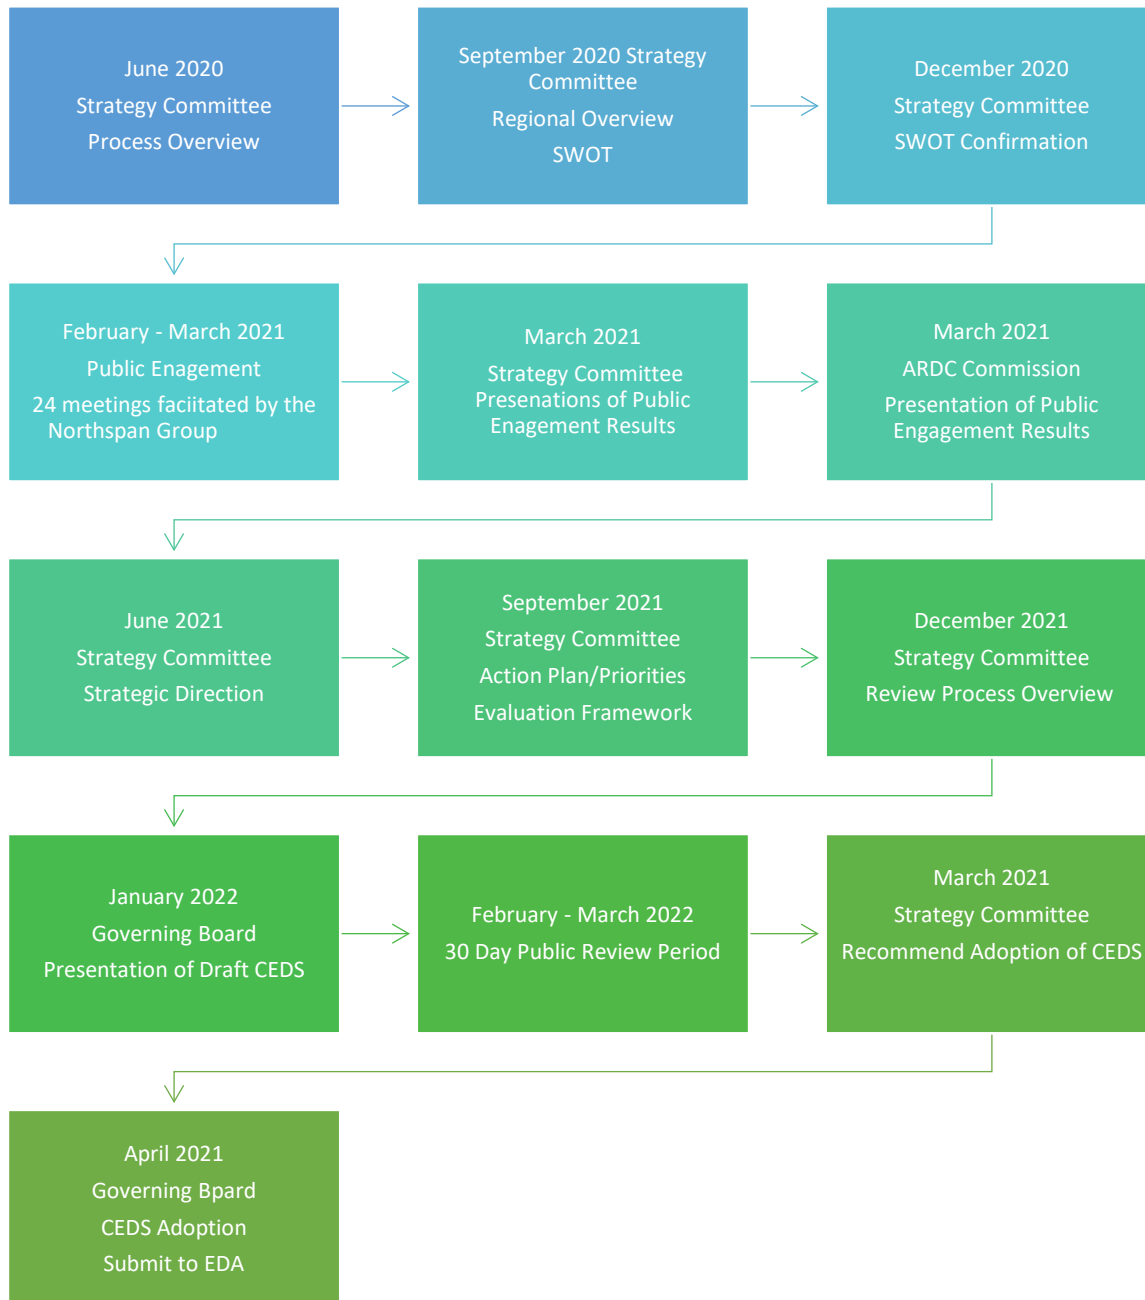 June 2020
Strategy Committee
Process Overview
September 2020 Strategy
Committee
Regional Overview
SWOT
December 2020
Strategy Committee
SWOT Confirmation
February - March 2021
Public Enagement
24 meetings faciitated by the
Northspan Group
March 2021
Strategy Committee
Presenations of Public
Enagement Results
March 2021
ARDC Commission
Presentation of Public
Engagement Results
June 2021
Strategy Committee
Strategic Direction
September 2021
Strategy Committee
Action Plan/Priorities
Evaluation Framework
December 2021
Strategy Committee
Review Process Overview
January 2022
Governing Board
Presentation of Draft CEDS
February - March 2022
30 Day Public Review Period
March 2021
Strategy Committee
Recommend Adoption of CEDS
April 2021
Governing Bpard
CEDS Adoption
Submit to EDA